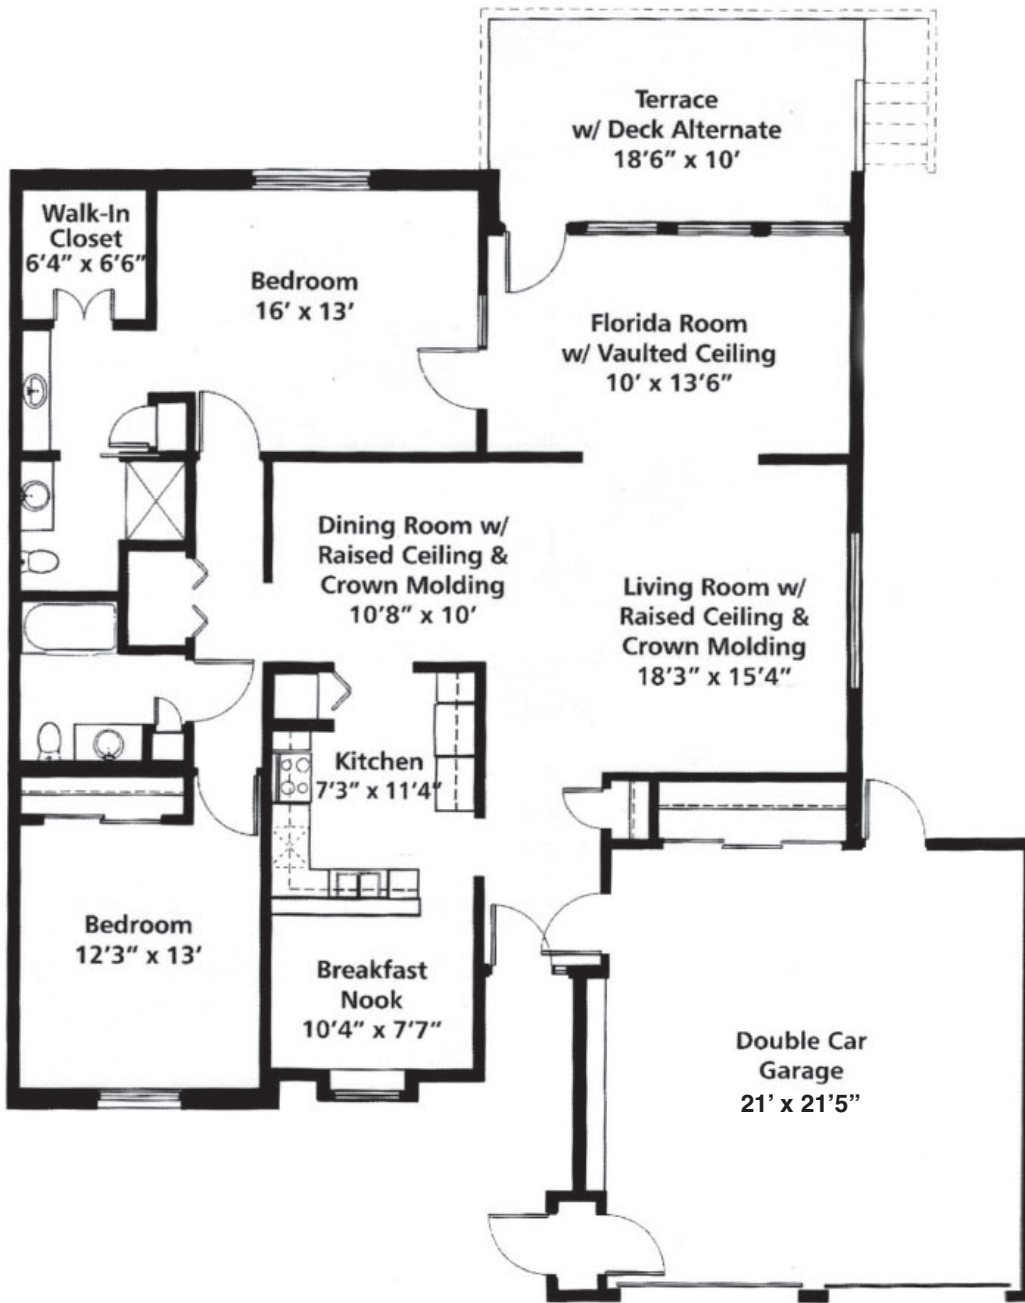 Terrace
w/ Deck Alternate
18’6” x 10’
Walk-In
Closet
6’4” x 6’6”
Bedroom
16’ x 13’
Florida Room
w/ Vaulted Ceiling
10’ x 13’6”
Dining Room w/
Raised Ceiling &
Crown Molding
10’8” x 10’
Living Room w/
Raised Ceiling &
Crown Molding
18’3” x 15’4”
Kitchen
7’3” x 11’4”
Bedroom
12’3” x 13’
Breakfast
Nook
10’4” x 7’7”
Double Car
Garage
21’ x 21’5”